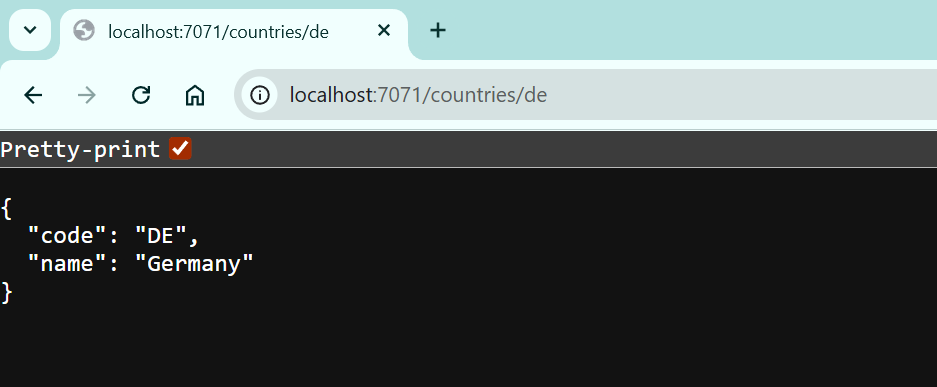 localhost:7071/countries/de
localhost:7071/countries/de
Pretty-print
{
  "code": "DE",
  "name": "Germany"
}